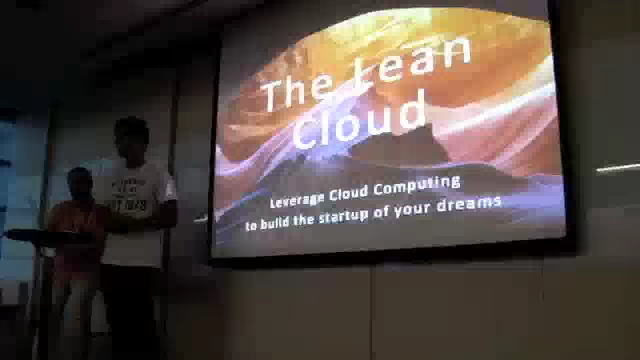 The Lean
Cloud
Leverage Cloud Computing
to build the startup of your dreams